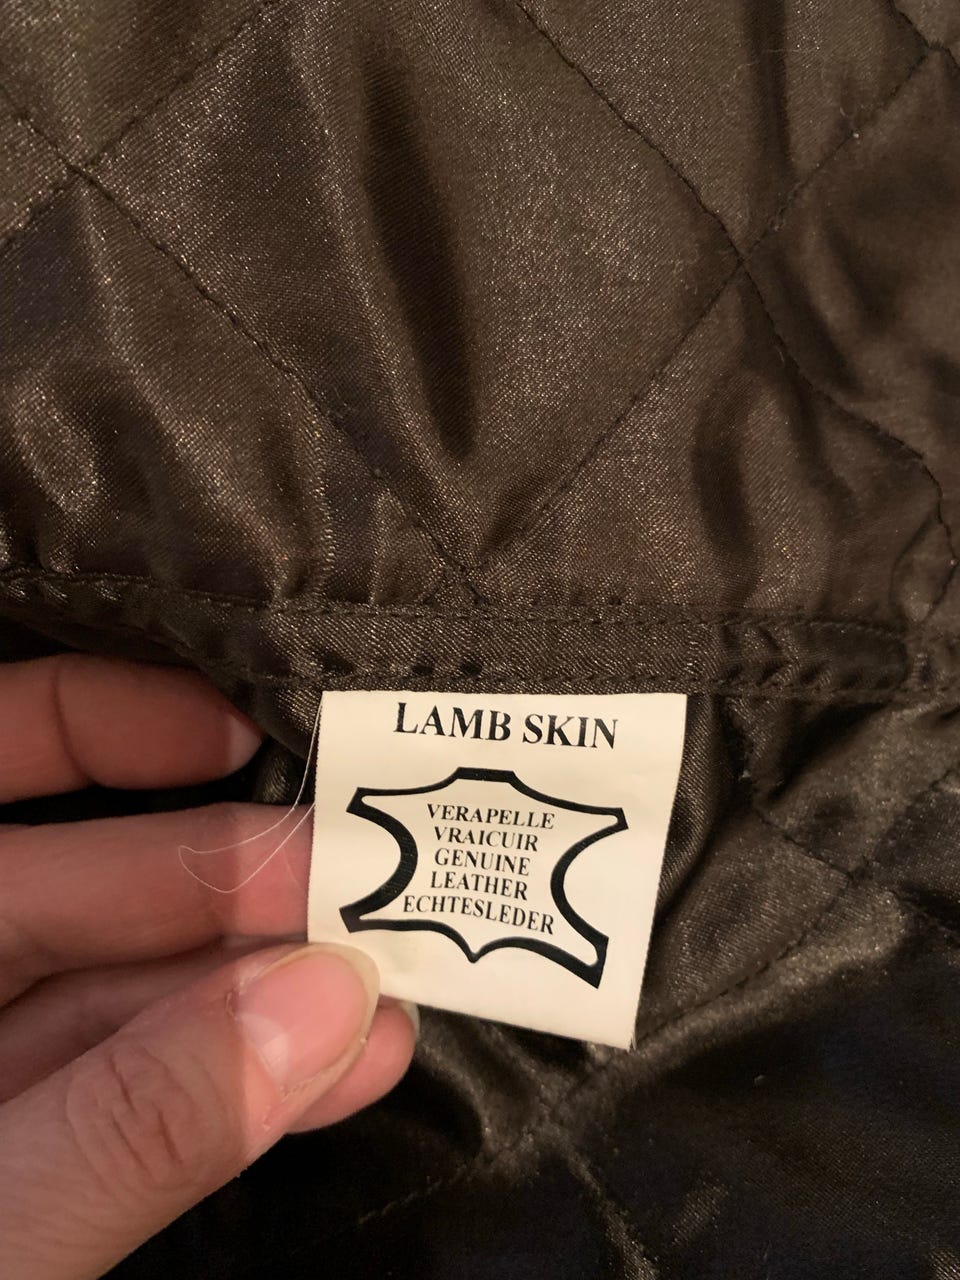 LAMB SKIN
VERAPELLE
VRAICUIR
GENUINE
LEATHER
ECHTESLEDER